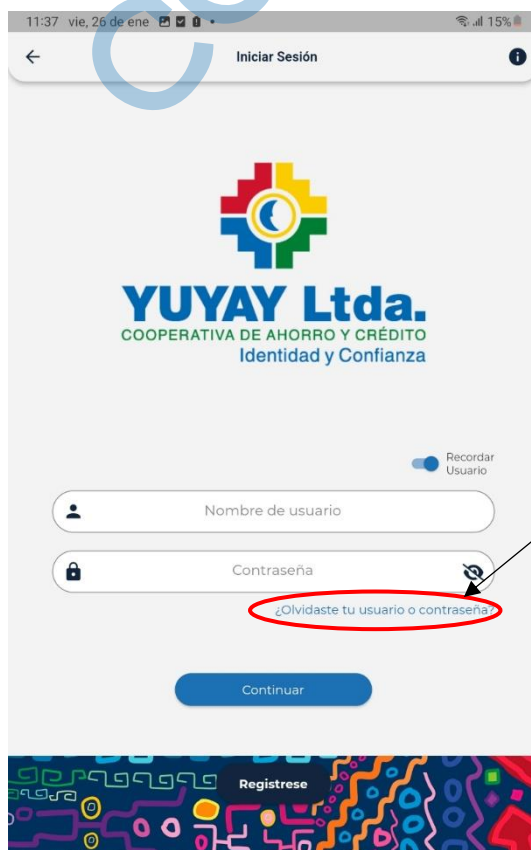 11:37 vie, 26 de ene
15%
Iniciar Sesión
YUYAY Ltda.
COOPERATIVA DE AHORRO Y CRÉDITO
Identidad y Confianza
Recordar
Usuario
Nombre de usuario
Contraseña
¿Olvidaste tu usuario o contraseña?
Continuar
Registrese